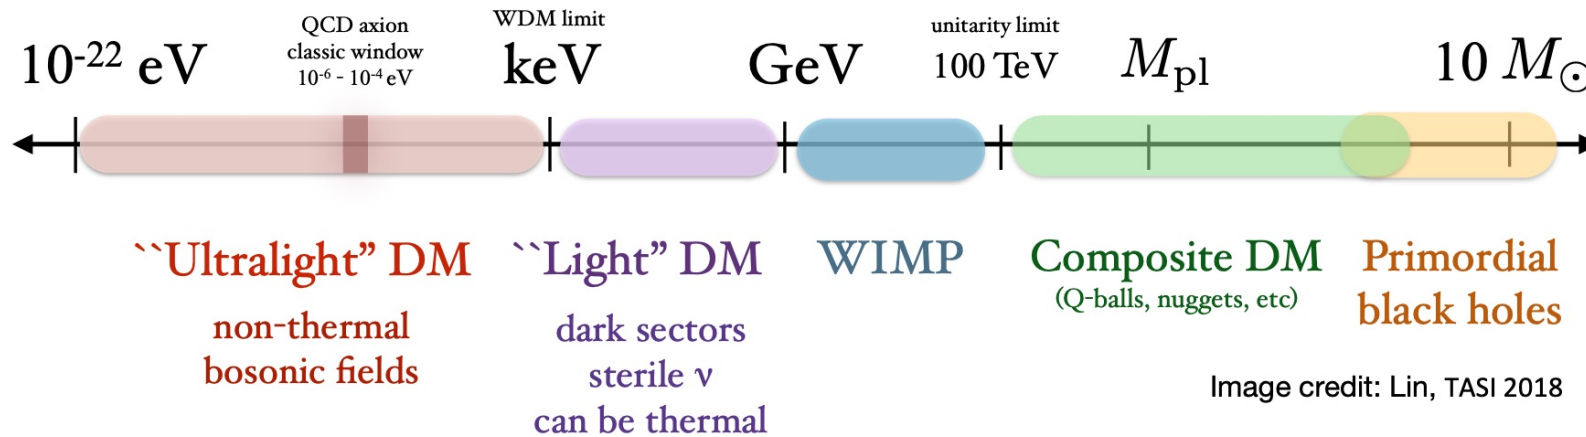 10⁻²² eV
QCD axion
classic window
10⁻⁶ - 10⁻⁴ eV
WDM limit
keV
GeV
unitarity limit
100 TeV
M_pl
10 M_⊙
``Ultralight” DM
non-thermal
bosonic fields
``Light” DM
dark sectors
sterile ν
can be thermal
WIMP
Composite DM
(Q-balls, nuggets, etc)
Primordial
black holes
Image credit: Lin, TASI 2018